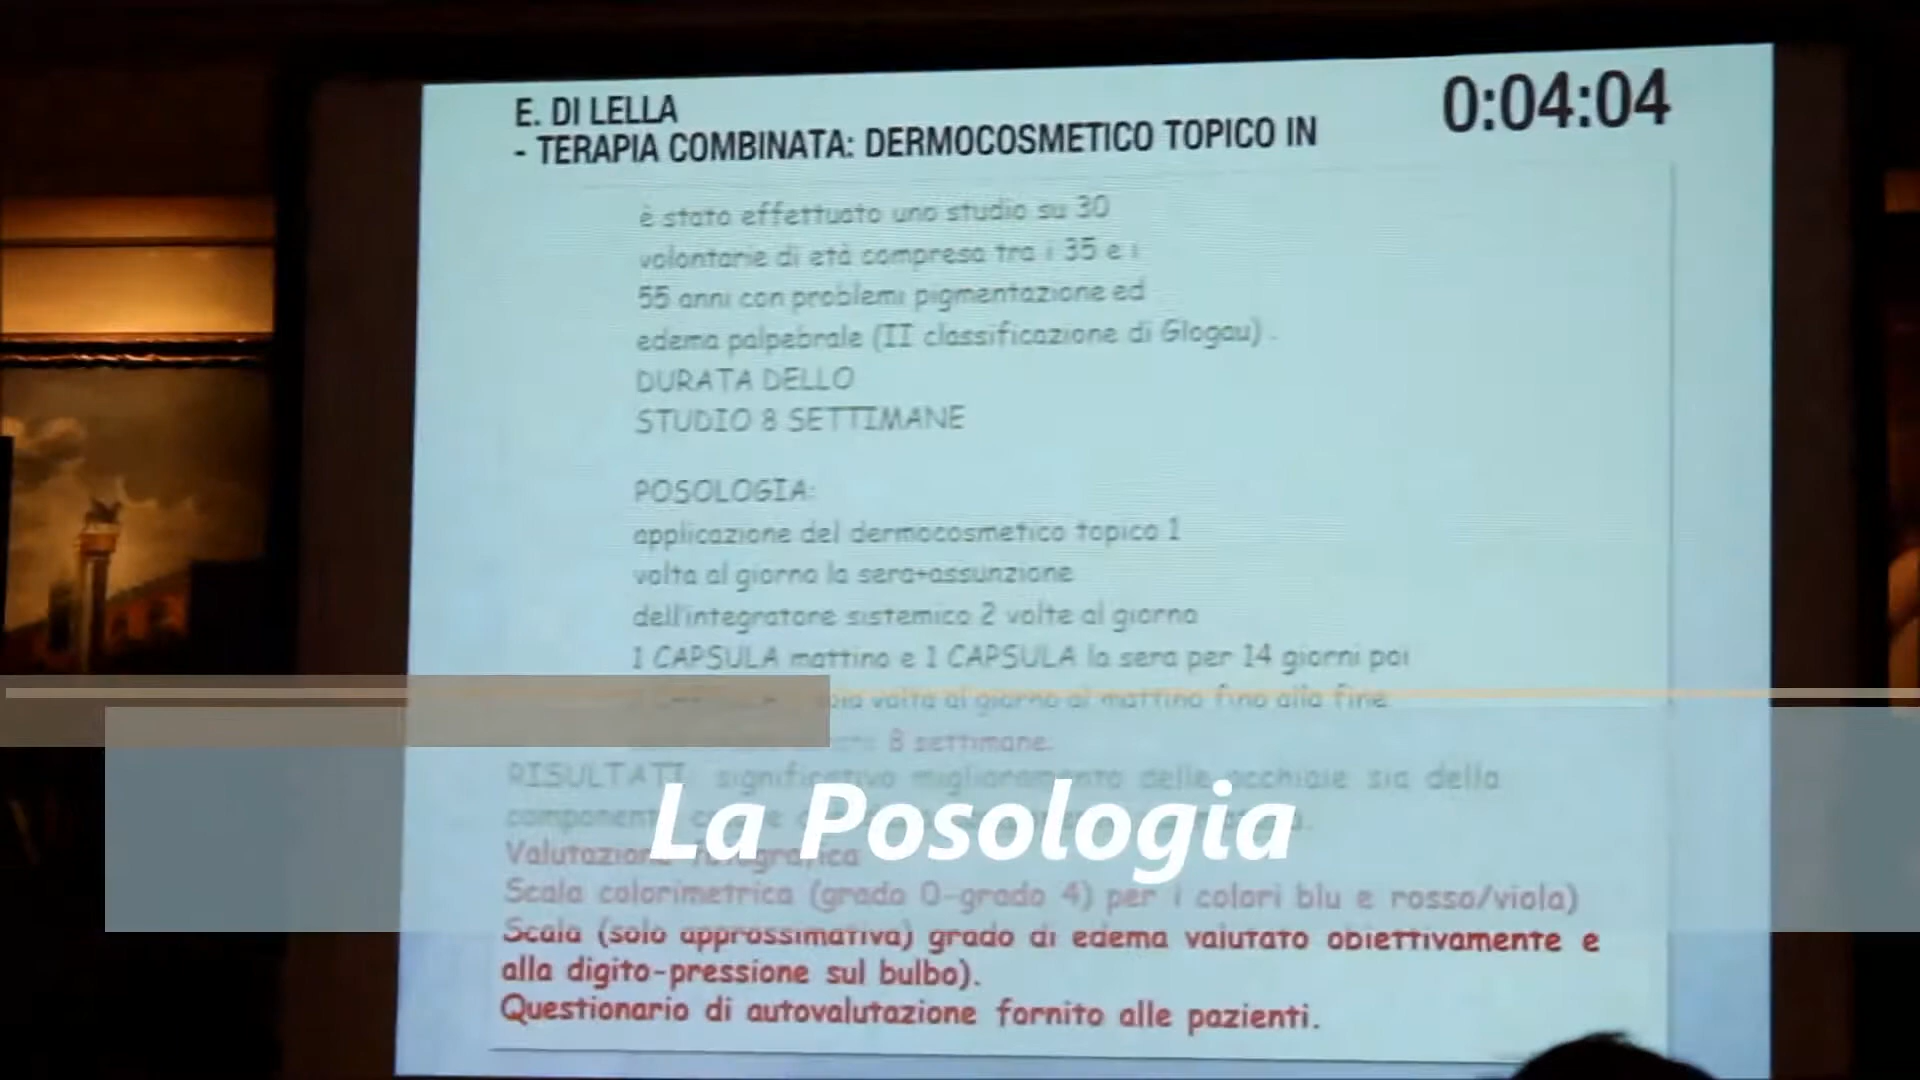 E. DI LELLA
0:04:04
- TERAPIA COMBINATA: DERMOCOSMETICO TOPICO IN
è stato effettuato uno studio su 30
volontarie di età compresa tra i 35 e i
55 anni con problemi pigmentazione ed
edema palpebrale (II classificazione di Glogau).
DURATA DELLO
STUDIO 8 SETTIMANE
POSOLOGIA:
applicazione del dermocosmetico topico 1
volta al giorno la sera+assunzione
dell'integratore sistemico 2 volte al giorno
1 CAPSULA mattino e 1 CAPSULA la sera per 14 giorni poi
volta al giorno al mattino fino alla fine
8 settimane.
RISULTATI: significativo miglioramento delle occhiaie sia della
La Posologia
Valutazione fotografica
Scala colorimetrica (grado 0-grado 4) per i colori blu e rosso/viola)
Scala (solo approssimativa) grado di edema valutato obiettivamente e
alla digito-pressione sul bulbo).
Questionario di autovalutazione fornito alle pazienti.